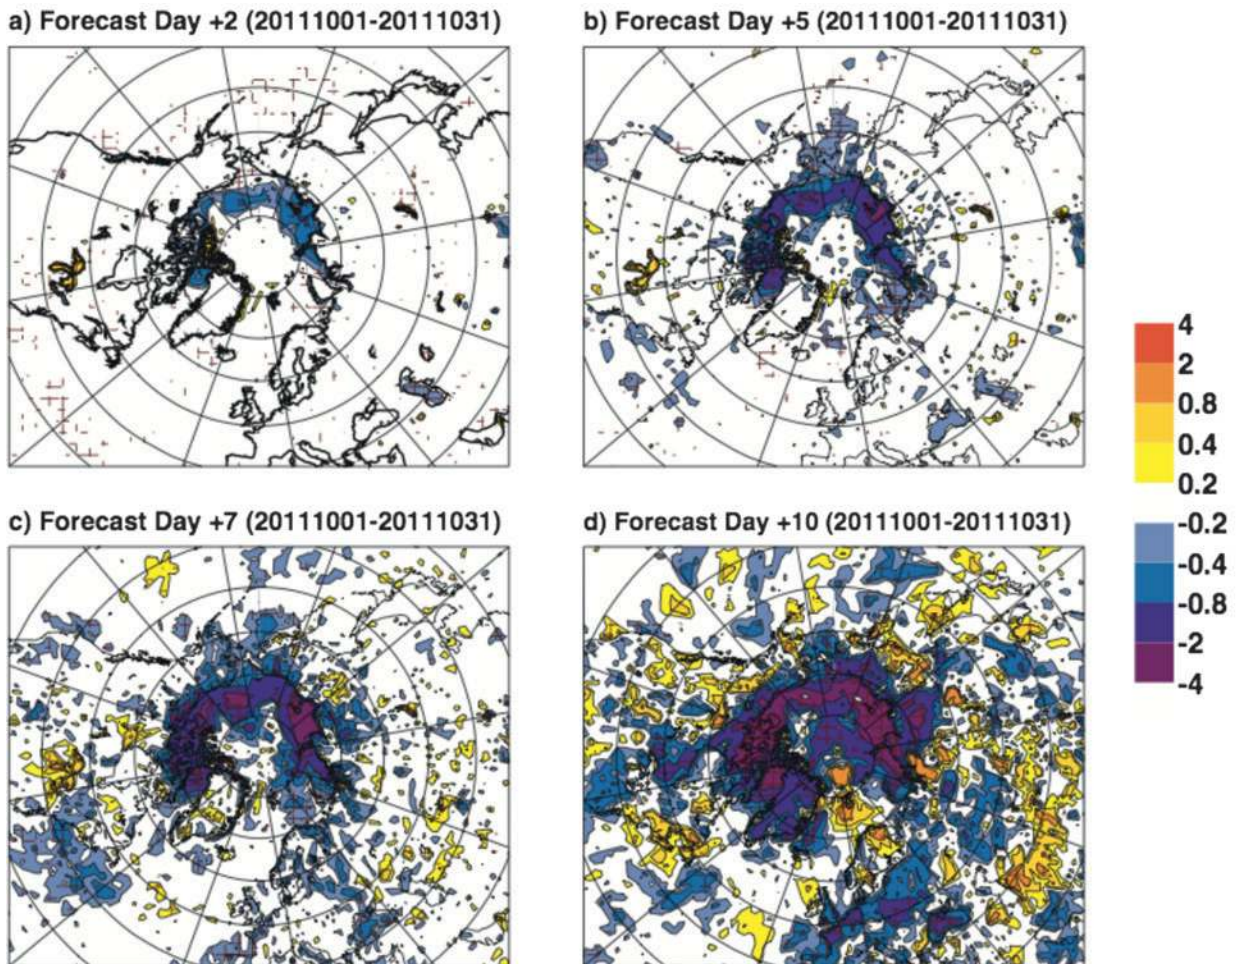 a) Forecast Day +2 (20111001-20111031)
b) Forecast Day +5 (20111001-20111031)
4
2
0.8
0.4
0.2
-0.2
-0.4
-0.8
-2
-4
c) Forecast Day +7 (20111001-20111031)
d) Forecast Day +10 (20111001-20111031)